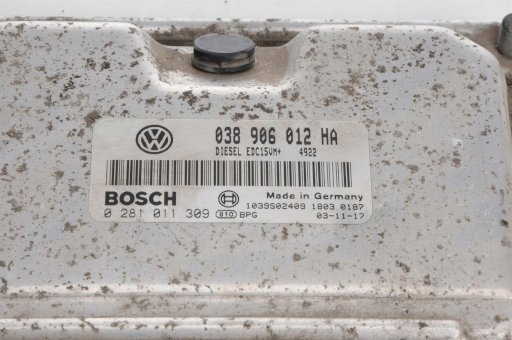 038 906 012 HA
DIESEL EDC15VM+ 4922
BOSCH
Made in Germany
0 281 011 309 BPG
1039S02409 1803 0187
03-11-17